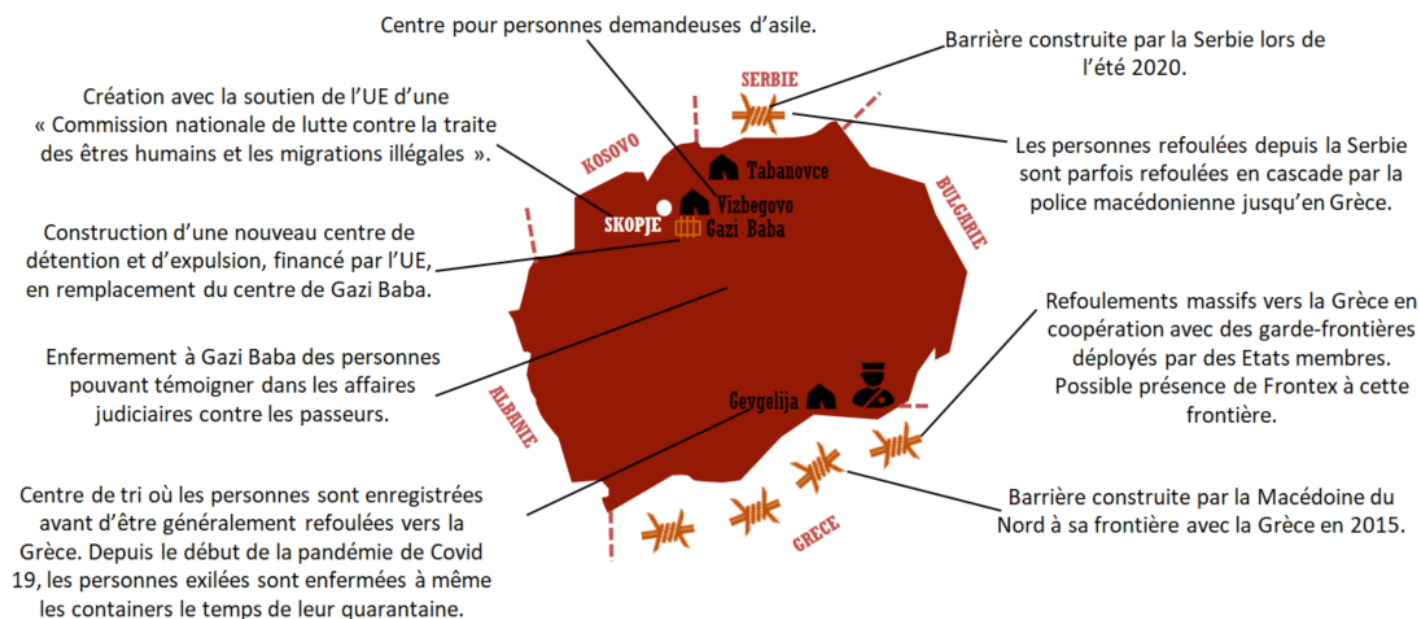 Centre pour personnes demandeuses d’asile.
Barrière construite par la Serbie lors de
l’été 2020.
SERBIE
Création avec la soutien de l’UE d’une
« Commission nationale de lutte contre la traite
des êtres humains et les migrations illégales ».
KOSOVO
Les personnes refoulées depuis la Serbie
sont parfois refoulées en cascade par la
police macédonienne jusqu’en Grèce.
Tabanovce
BULGARIE
Vizbegovo
SKOPJE
Gazi Baba
Construction d’une nouveau centre de
détention et d’expulsion, financé par l’UE,
en remplacement du centre de Gazi Baba.
Refoulements massifs vers la Grèce en
coopération avec des garde-frontières
déployés par des Etats membres.
Possible présence de Frontex à cette
frontière.
Enfermement à Gazi Baba des personnes
pouvant témoigner dans les affaires
judiciaires contre les passeurs.
ALBANIE
Gevgelija
Centre de tri où les personnes sont enregistrées
avant d’être généralement refoulées vers la
Grèce. Depuis le début de la pandémie de Covid
19, les personnes exilées sont enfermées à même
les containers le temps de leur quarantaine.
Barrière construite par la Macédoine du
Nord à sa frontière avec la Grèce en 2015.
GRECE